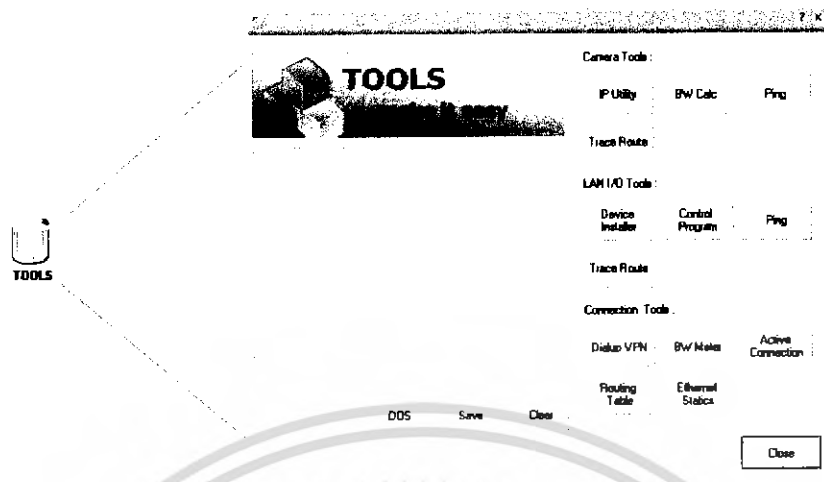 ? x
TOOLS
Camera Tools :
IP Utility
BW Calc
Ping
Trace Route
LAN I/O Tools :
Device
Installer
Control
Program
Ping
Trace Route
Connection Tools :
Dialup VPN
BW Meter
Active
Connection
Routing
Table
Ethernet
Statics
DOS
Save
Clear
Close
TOOLS